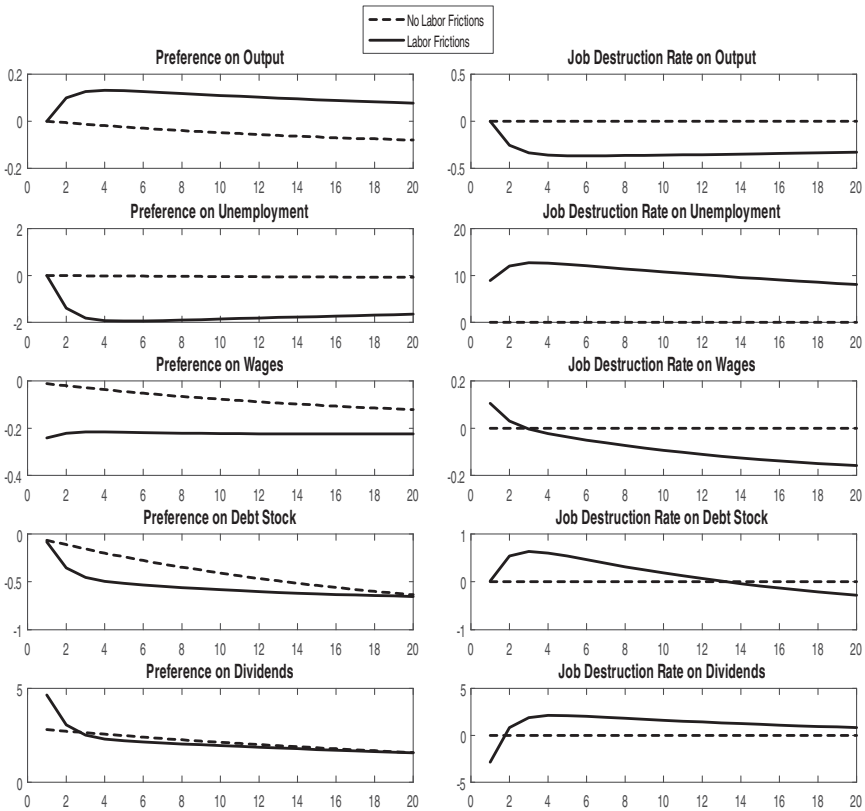 No Labor Frictions
Labor Frictions
Preference on Output
0.2
0
-0.2
0 2 4 6 8 10 12 14 16 18 20
Job Destruction Rate on Output
0.5
0
-0.5
0 2 4 6 8 10 12 14 16 18 20
Preference on Unemployment
2
0
-2
0 2 4 6 8 10 12 14 16 18 20
Job Destruction Rate on Unemployment
20
10
0
0 2 4 6 8 10 12 14 16 18 20
Preference on Wages
0
-0.2
-0.4
0 2 4 6 8 10 12 14 16 18 20
Job Destruction Rate on Wages
0.2
0
-0.2
0 2 4 6 8 10 12 14 16 18 20
Preference on Debt Stock
0
-0.5
-1
0 2 4 6 8 10 12 14 16 18 20
Job Destruction Rate on Debt Stock
1
0
-1
0 2 4 6 8 10 12 14 16 18 20
Preference on Dividends
5
0
0 2 4 6 8 10 12 14 16 18 20
Job Destruction Rate on Dividends
5
0
-5
0 2 4 6 8 10 12 14 16 18 20